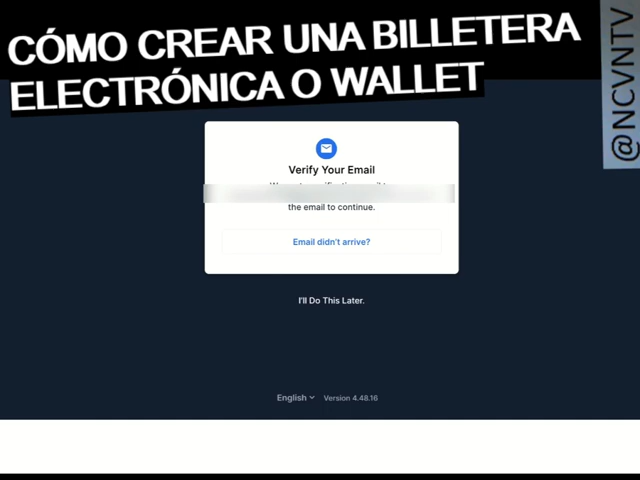 CÓMO CREAR UNA BILLETERA
ELECTRÓNICA O WALLET
@NCVNTV
Verify Your Email
the email to continue.
Email didn't arrive?
I'll Do This Later.
English
Version 4.48.16